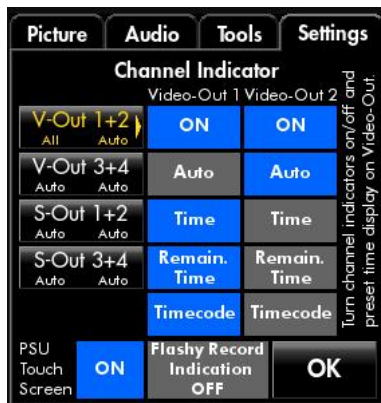 Picture Audio Tools Settings
Channel Indicator
Video-Out 1 Video-Out 2
V-Out 1+2
All Auto
ON ON
V-Out 3+4
Auto Auto
Auto Auto
S-Out 1+2
Auto Auto
Time Time
S-Out 3+4
Auto Auto
Remain. Remain.
Time Time
Timecode Timecode
Turn channel indicators on/off and
preset time display on Video-Out.
PSU
Touch
Screen
ON
Flashy Record
Indication
OFF
OK